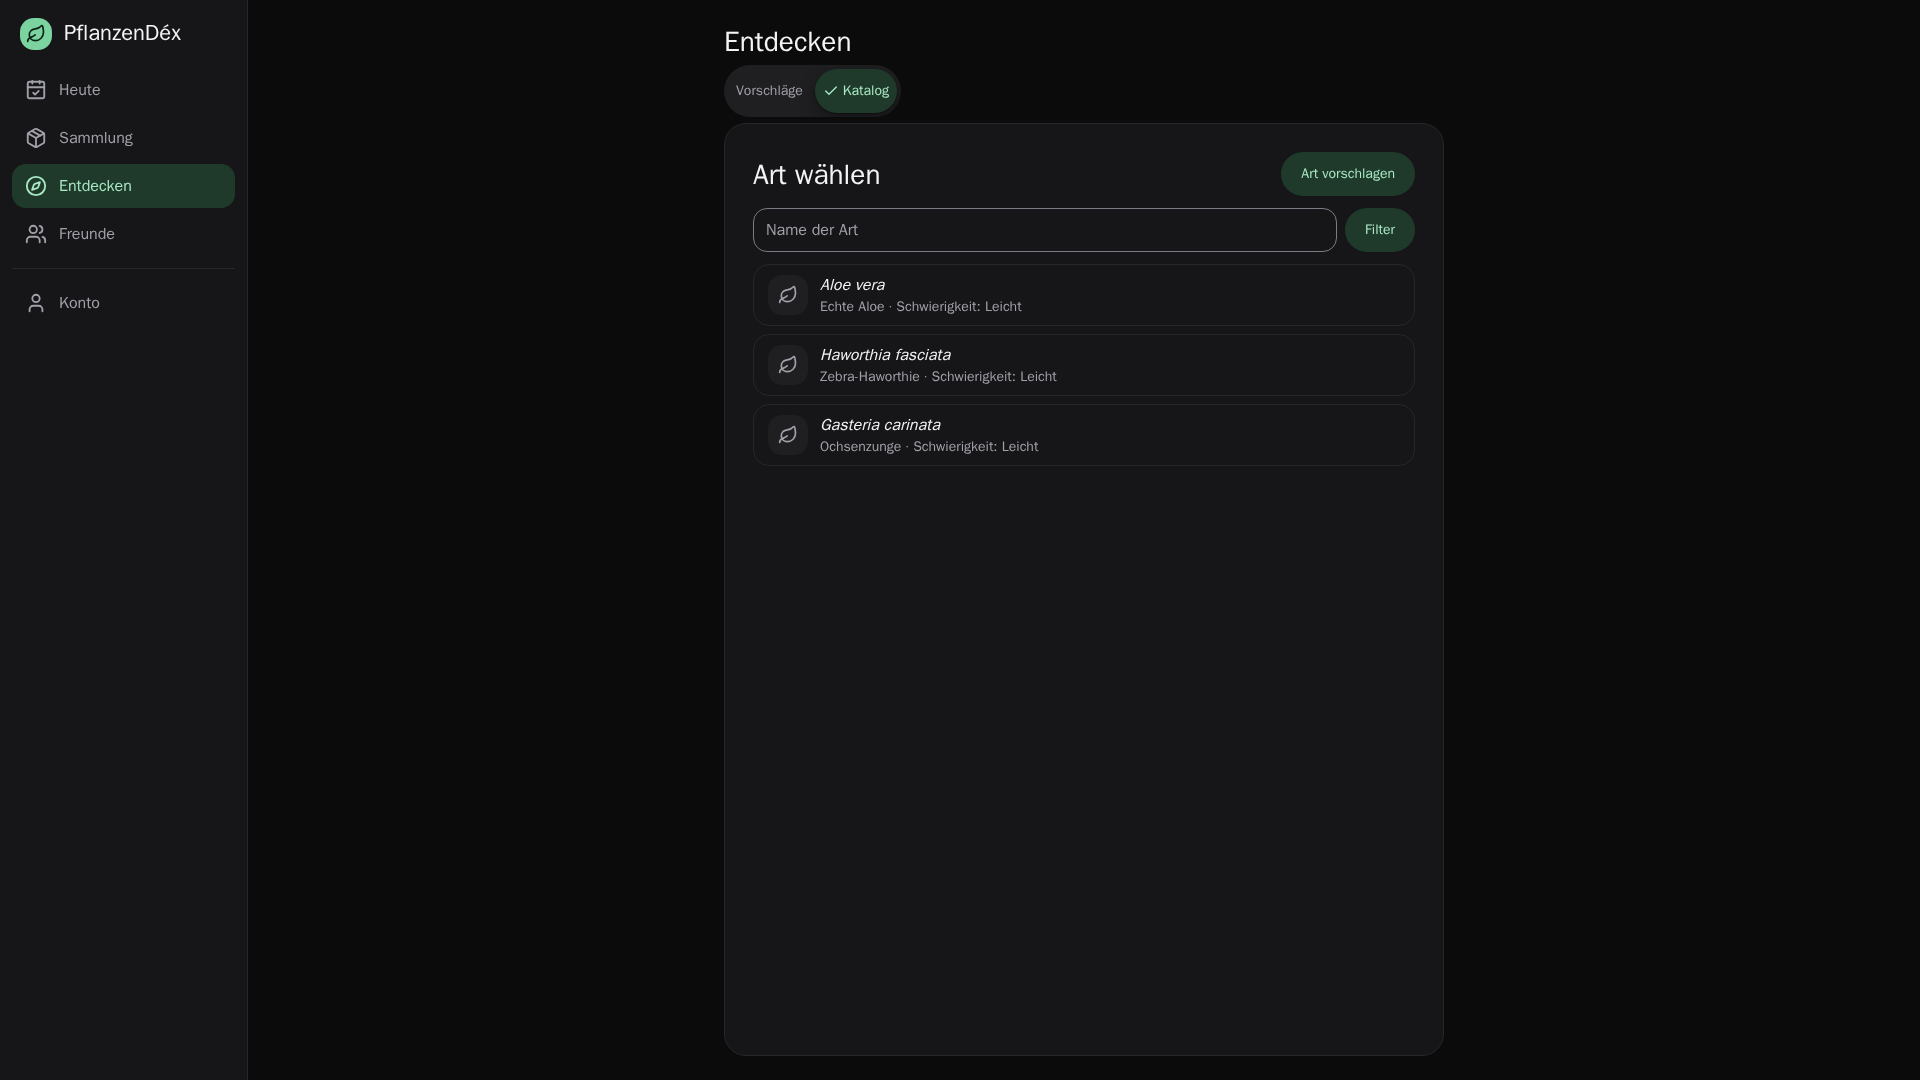 PflanzenDéx
Heute
Sammlung
Entdecken
Freunde
Konto
Entdecken
Vorschläge
Katalog
Art wählen
Art vorschlagen
Name der Art
Filter
Aloe vera
Echte Aloe · Schwierigkeit: Leicht
Haworthia fasciata
Zebra-Haworthie · Schwierigkeit: Leicht
Gasteria carinata
Ochsenzunge · Schwierigkeit: Leicht